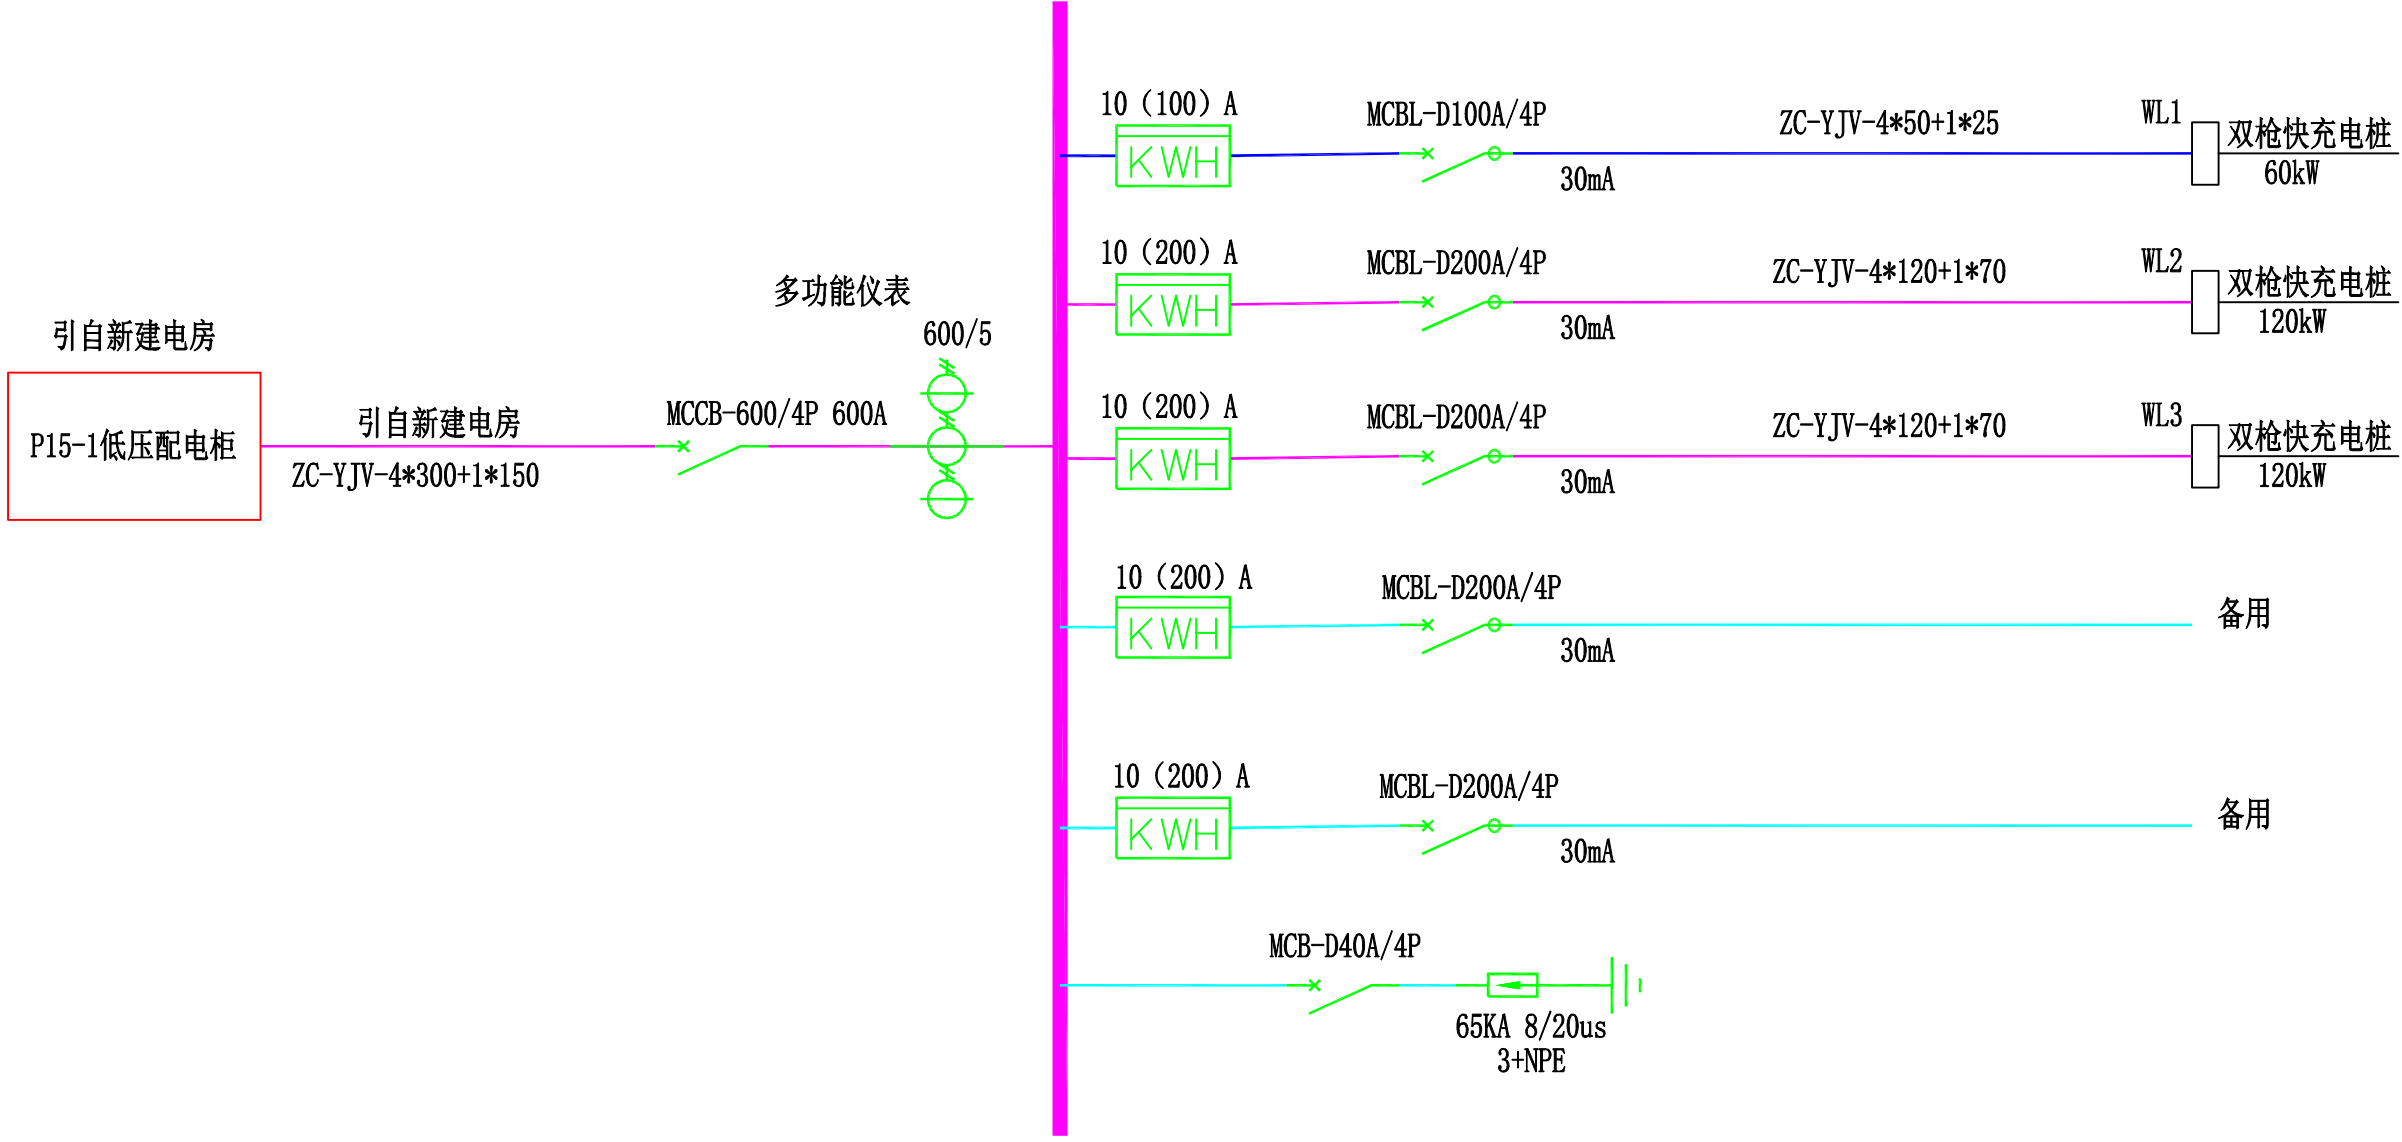 引自新建电房
P15-1低压配电柜
引自新建电房
ZC-YJV-4*300+1*150
MCCB-600/4P 600A
多功能仪表
600/5
10（100）A
KWH
MCBL-D100A/4P
30mA
ZC-YJV-4*50+1*25
WL1
双枪快充电桩
60kW
10（200）A
KWH
MCBL-D200A/4P
30mA
ZC-YJV-4*120+1*70
WL2
双枪快充电桩
120kW
10（200）A
KWH
MCBL-D200A/4P
30mA
ZC-YJV-4*120+1*70
WL3
双枪快充电桩
120kW
10（200）A
KWH
MCBL-D200A/4P
30mA
备用
10（200）A
KWH
MCBL-D200A/4P
30mA
备用
MCB-D40A/4P
65KA 8/20us
3+NPE